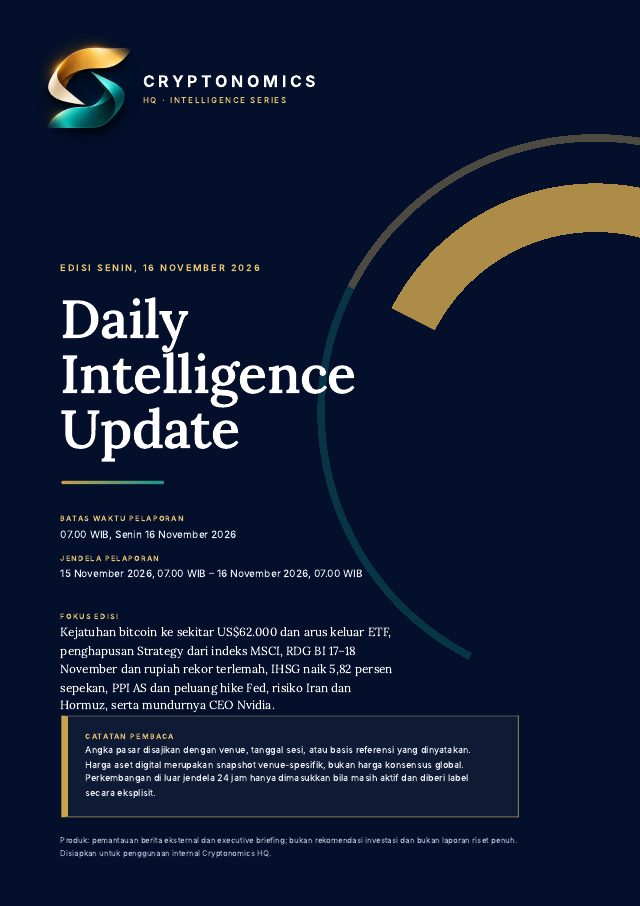 CRYPTONOMICS
HQ · INTELLIGENCE SERIES
EDISI SENIN, 16 NOVEMBER 2026
Daily
Intelligence
Update
BATAS WAKTU PELAPORAN
07.00 WIB, Senin 16 November 2026
JENDELA PELAPORAN
15 November 2026, 07.00 WIB – 16 November 2026, 07.00 WIB
FOKUS EDISI
Kejatuhan bitcoin ke sekitar US$62.000 dan arus keluar ETF,
penghapusan Strategy dari indeks MSCI, RDG BI 17–18
November dan rupiah rekor terlemah, IHSG naik 5,82 persen
sepekan, PPI AS dan peluang hike Fed, risiko Iran dan
Hormuz, serta mundurnya CEO Nvidia.
CATATAN PEMBACA
Angka pasar disajikan dengan venue, tanggal sesi, atau basis referensi yang dinyatakan.
Harga aset digital merupakan snapshot venue-spesifik, bukan harga konsensus global.
Perkembangan di luar jendela 24 jam hanya dimasukkan bila masih aktif dan diberi label
secara eksplisit.
Produk: pemantauan berita eksternal dan executive briefing; bukan rekomendasi investasi dan bukan laporan riset penuh.
Disiapkan untuk penggunaan internal Cryptonomics HQ.